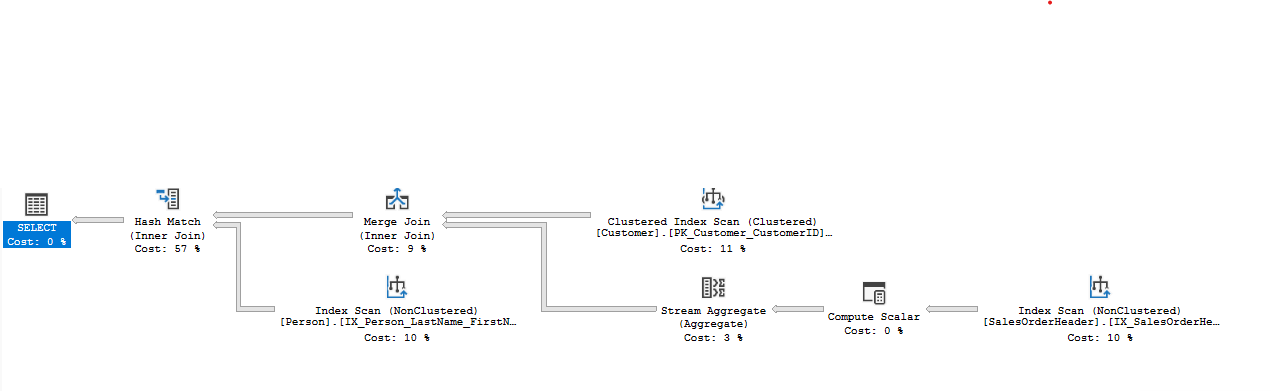 SELECT
Cost: 0 %
Hash Match
(Inner Join)
Cost: 57 %
Merge Join
(Inner Join)
Cost: 9 %
Clustered Index Scan (Clustered)
[Customer].[PK_Customer_CustomerID]…
Cost: 11 %
Index Scan (NonClustered)
[Person].[IX_Person_LastName_FirstN…
Cost: 10 %
Stream Aggregate
(Aggregate)
Cost: 3 %
Compute Scalar
Cost: 0 %
Index Scan (NonClustered)
[SalesOrderHeader].[IX_SalesOrderHe…
Cost: 10 %